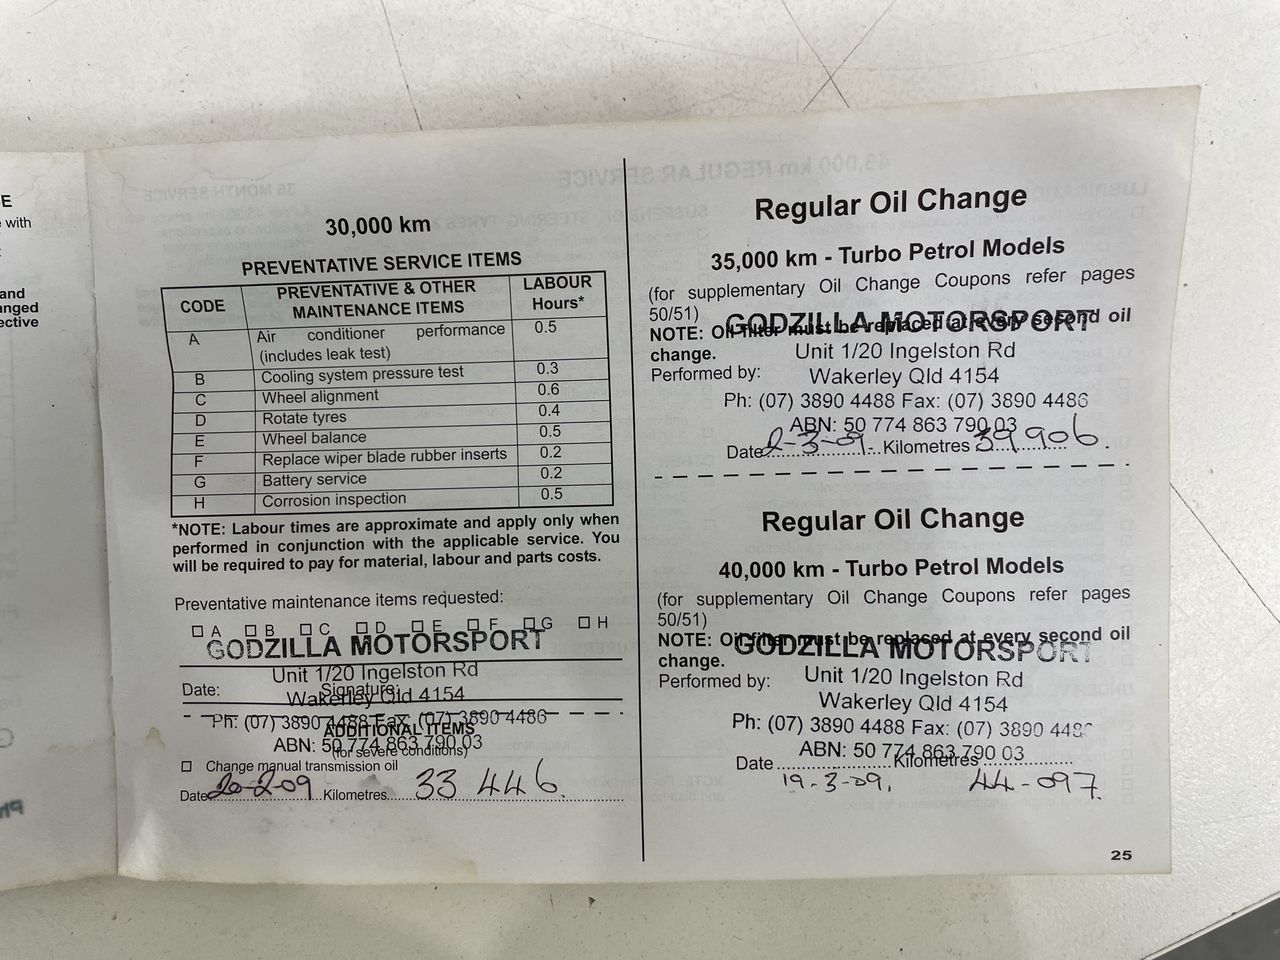 E
with
and
anged
ective
30,000 km
PREVENTATIVE SERVICE ITEMS
CODE PREVENTATIVE & OTHER MAINTENANCE ITEMS LABOUR Hours*
A Air conditioner performance (includes leak test) 0.5
B Cooling system pressure test 0.3
C Wheel alignment 0.6
D Rotate tyres 0.4
E Wheel balance 0.5
F Replace wiper blade rubber inserts 0.2
G Battery service 0.2
H Corrosion inspection 0.5
*NOTE: Labour times are approximate and apply only when
performed in conjunction with the applicable service. You
will be required to pay for material, labour and parts costs.
Preventative maintenance items requested:
☐ A ☐ B ☐ C ☐ D ☐ E ☐ F ☐ G ☐ H
GODZILLA MOTORSPORT
Unit 1/20 Ingelston Rd
Date: Signature:
Wakerley Qld 4154
Ph: (07) 3890 4488 Fax: (07) 3890 4486
ADDITIONAL ITEMS
ABN: 50 774 863 790 03
(for severe conditions)
☐ Change manual transmission oil
Date 20-2-09 Kilometres 33 446.
Regular Oil Change
35,000 km - Turbo Petrol Models
(for supplementary Oil Change Coupons refer pages
50/51)
GODZILLA MOTORSPORT
NOTE: Oil filter must be replaced at every second oil
change.
Unit 1/20 Ingelston Rd
Performed by:
Wakerley Qld 4154
Ph: (07) 3890 4488 Fax: (07) 3890 4486
ABN: 50 774 863 790 03
Date 2-3-09. Kilometres 39906.
Regular Oil Change
40,000 km - Turbo Petrol Models
(for supplementary Oil Change Coupons refer pages
50/51)
NOTE: Oil filter must be replaced at every second oil
GODZILLA MOTORSPORT
change.
Unit 1/20 Ingelston Rd
Performed by:
Wakerley Qld 4154
Ph: (07) 3890 4488 Fax: (07) 3890 448
ABN: 50 774 863 790 03
Date Kilometres
19-3-09. 44-097.
25